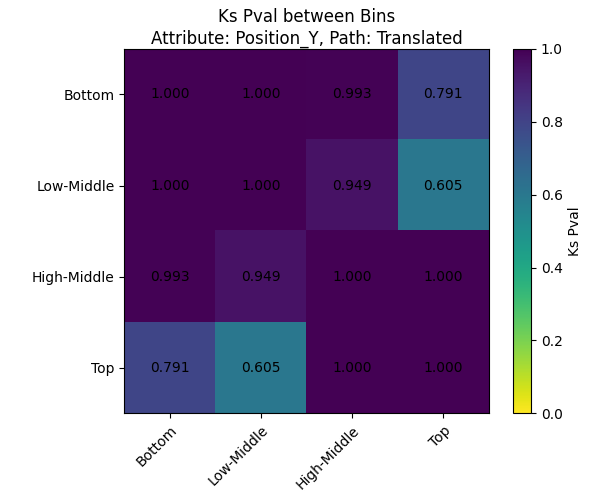 Ks Pval between Bins
Attribute: Position_Y, Path: Translated
Bottom 1.000 1.000 0.993 0.791
Low-Middle 1.000 1.000 0.949 0.605
High-Middle 0.993 0.949 1.000 1.000
Top 0.791 0.605 1.000 1.000
Bottom Low-Middle High-Middle Top
1.0
0.8
0.6
0.4
0.2
0.0
Ks Pval